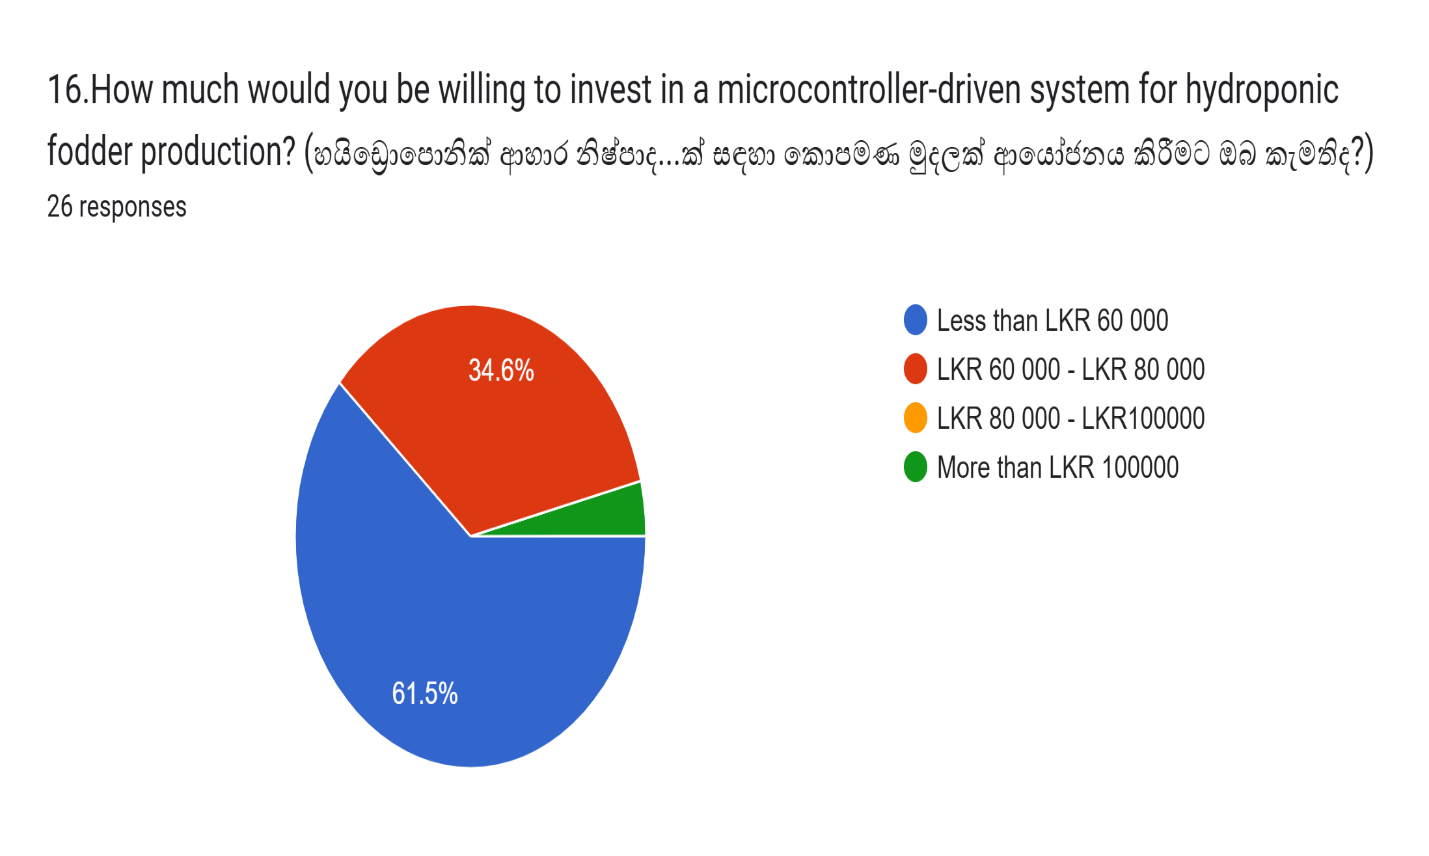 16.How much would you be willing to invest in a microcontroller-driven system for hydroponic
fodder production? (හයිඩ්‍රොපොනික් ආහාර නිෂ්පාද...ක් සඳහා කොපමණ මුදලක් ආයෝජනය කිරීමට ඔබ කැමතිද?)
26 responses
34.6%
61.5%
Less than LKR 60 000
LKR 60 000 - LKR 80 000
LKR 80 000 - LKR100000
More than LKR 100000